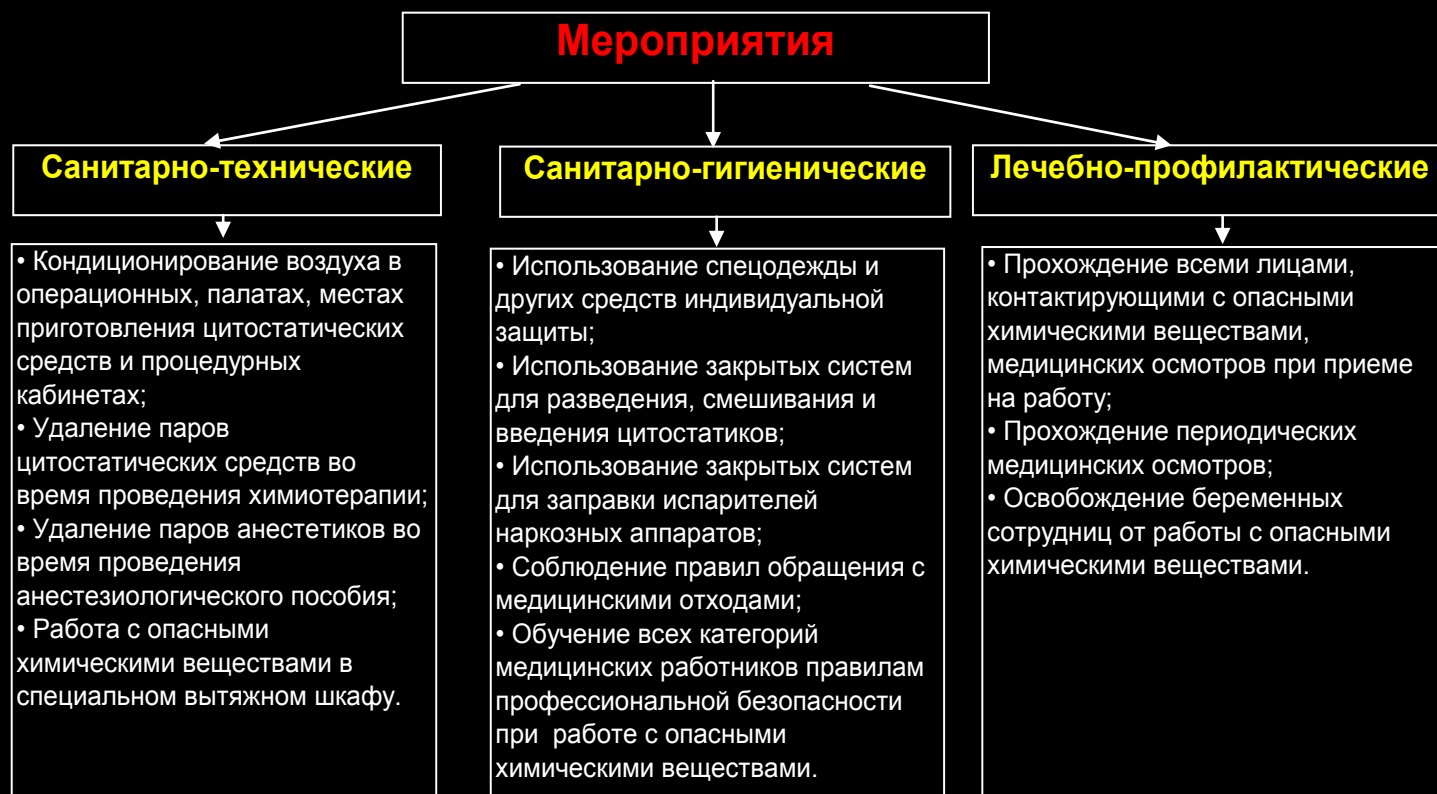 Мероприятия
Санитарно-технические
• Кондиционирование воздуха в
операционных, палатах, местах
приготовления цитостатических
средств и процедурных
кабинетах;
• Удаление паров
цитостатических средств во
время проведения химиотерапии;
• Удаление паров анестетиков во
время проведения
анестезиологического пособия;
• Работа с опасными
химическими веществами в
специальном вытяжном шкафу.
Санитарно-гигиенические
• Использование спецодежды и
других средств индивидуальной
защиты;
• Использование закрытых систем
для разведения, смешивания и
введения цитостатиков;
• Использование закрытых систем
для заправки испарителей
наркозных аппаратов;
• Соблюдение правил обращения с
медицинскими отходами;
• Обучение всех категорий
медицинских работников правилам
профессиональной безопасности
при работе с опасными
химическими веществами.
Лечебно-профилактические
• Прохождение всеми лицами,
контактирующими с опасными
химическими веществами,
медицинских осмотров при приеме
на работу;
• Прохождение периодических
медицинских осмотров;
• Освобождение беременных
сотрудниц от работы с опасными
химическими веществами.